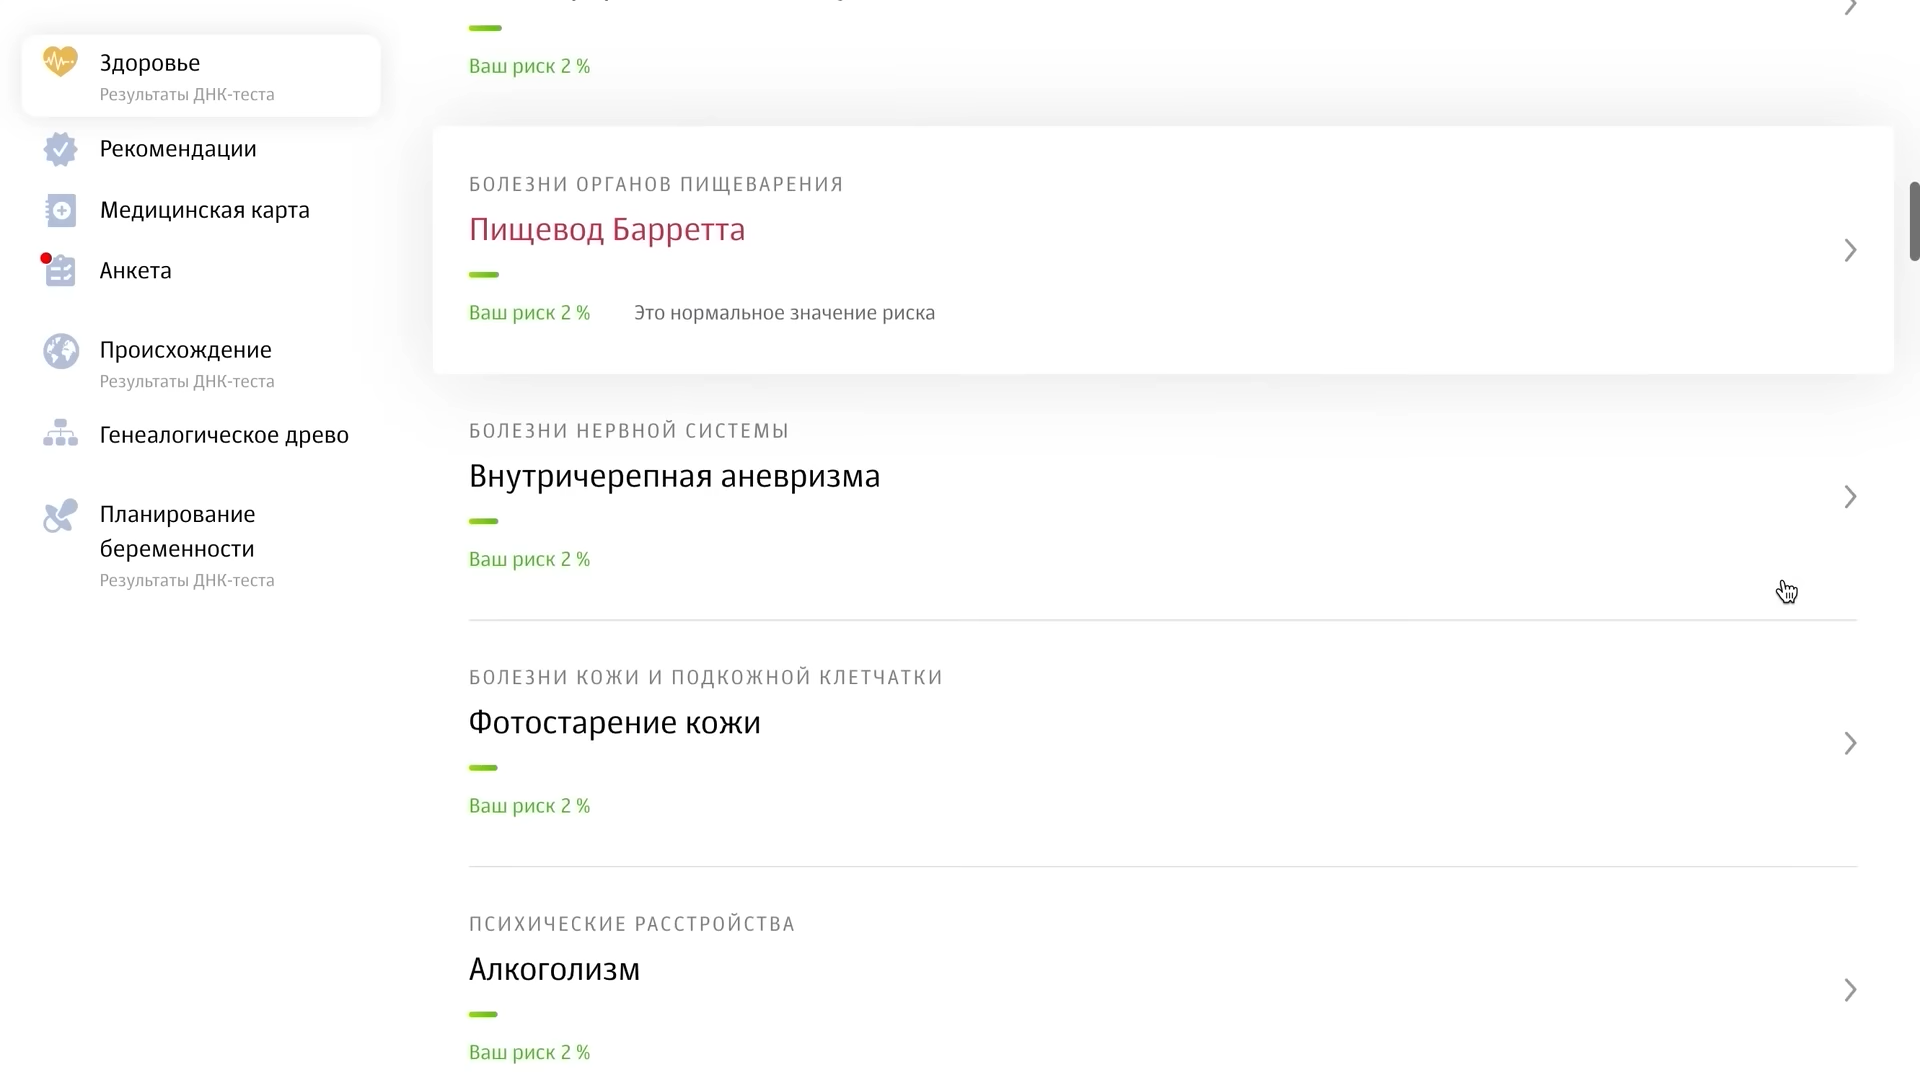 Здоровье
Результаты ДНК-теста
Рекомендации
Медицинская карта
Анкета
Происхождение
Результаты ДНК-теста
Генеалогическое древо
Планирование
беременности
Результаты ДНК-теста
Ваш риск 2 %
БОЛЕЗНИ ОРГАНОВ ПИЩЕВАРЕНИЯ
Пищевод Барретта
Ваш риск 2 % Это нормальное значение риска
БОЛЕЗНИ НЕРВНОЙ СИСТЕМЫ
Внутричерепная аневризма
Ваш риск 2 %
БОЛЕЗНИ КОЖИ И ПОДКОЖНОЙ КЛЕТЧАТКИ
Фотостарение кожи
Ваш риск 2 %
ПСИХИЧЕСКИЕ РАССТРОЙСТВА
Алкоголизм
Ваш риск 2 %